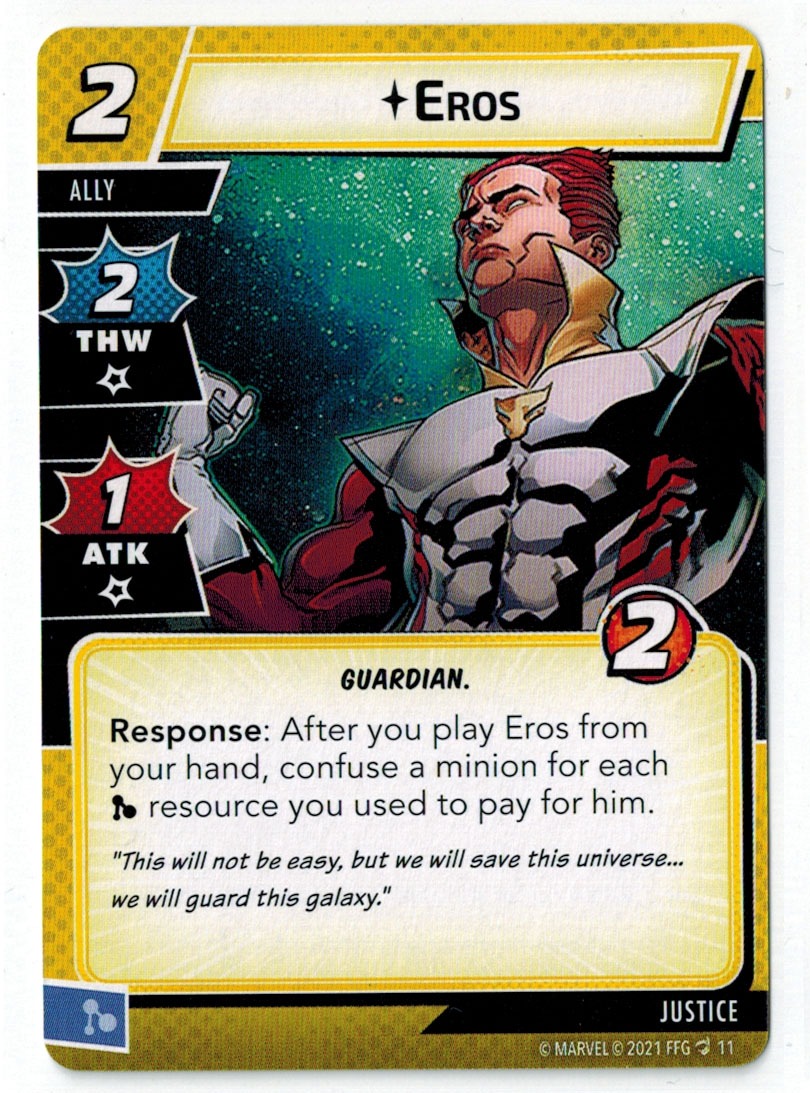 2
EROS
ALLY
2
THW
1
ATK
2
GUARDIAN.
Response: After you play Eros from
your hand, confuse a minion for each
resource you used to pay for him.
"This will not be easy, but we will save this universe...
we will guard this galaxy."
JUSTICE
© MARVEL © 2021 FFG 11